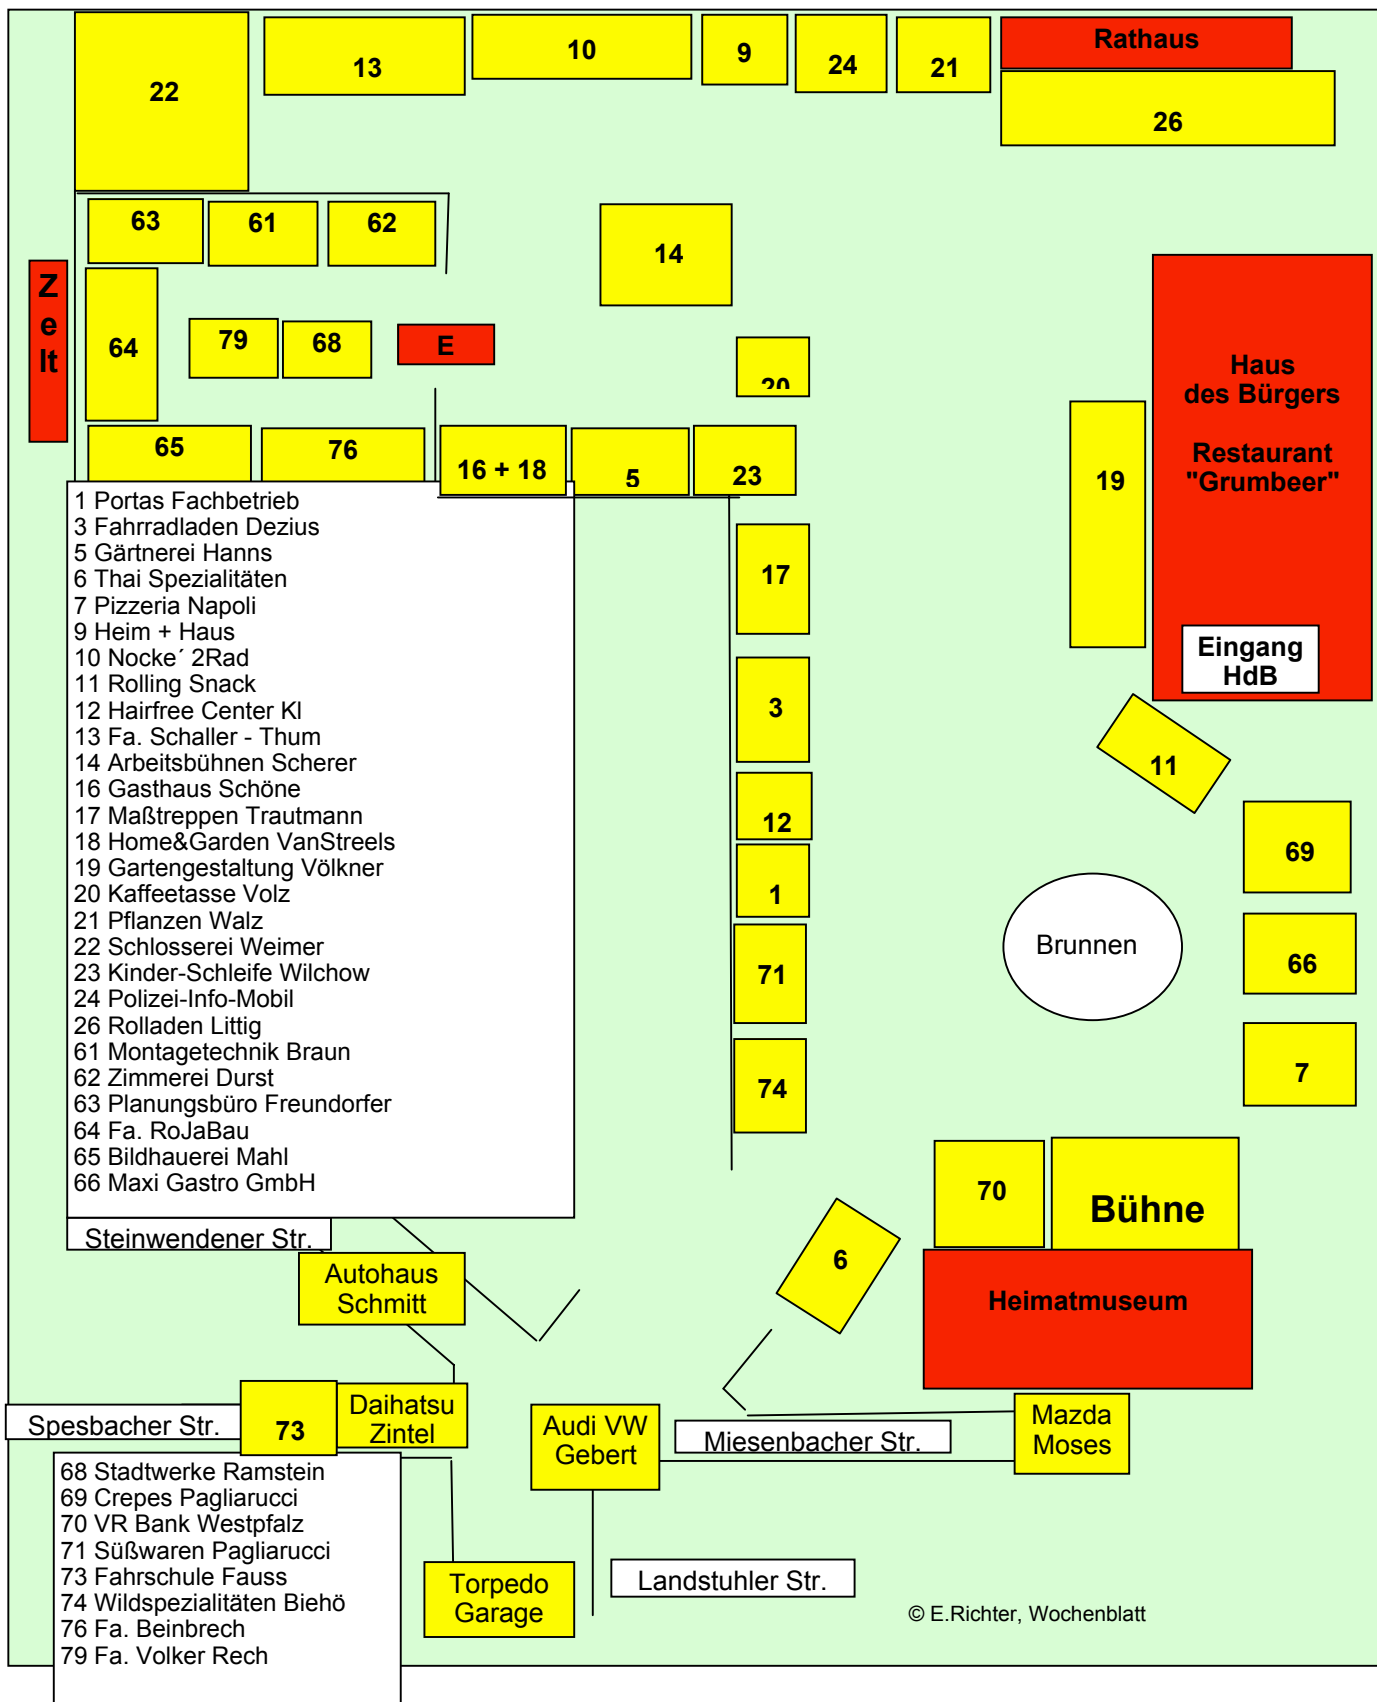 22
13
10
9
24
21
Rathaus
26
63
61
62
14
Zelt
64
79
68
E
20
Haus
des Bürgers
Restaurant
"Grumbeer"
Eingang
HdB
19
65
76
16 + 18
5
23
17
3
12
1
71
74
11
69
66
7
Brunnen
1 Portas Fachbetrieb
3 Fahrradladen Dezius
5 Gärtnerei Hanns
6 Thai Spezialitäten
7 Pizzeria Napoli
9 Heim + Haus
10 Nocke´ 2Rad
11 Rolling Snack
12 Hairfree Center Kl
13 Fa. Schaller - Thum
14 Arbeitsbühnen Scherer
16 Gasthaus Schöne
17 Maßtreppen Trautmann
18 Home&Garden VanStreels
19 Gartengestaltung Völkner
20 Kaffeetasse Volz
21 Pflanzen Walz
22 Schlosserei Weimer
23 Kinder-Schleife Wilchow
24 Polizei-Info-Mobil
26 Rolladen Littig
61 Montagetechnik Braun
62 Zimmerei Durst
63 Planungsbüro Freundorfer
64 Fa. RoJaBau
65 Bildhauerei Mahl
66 Maxi Gastro GmbH
70
Bühne
6
Heimatmuseum
Steinwendener Str.
Autohaus
Schmitt
Spesbacher Str.
73
Daihatsu
Zintel
Audi VW
Gebert
Miesenbacher Str.
Mazda
Moses
68 Stadtwerke Ramstein
69 Crepes Pagliarucci
70 VR Bank Westpfalz
71 Süßwaren Pagliarucci
73 Fahrschule Fauss
74 Wildspezialitäten Biehö
76 Fa. Beinbrech
79 Fa. Volker Rech
Torpedo
Garage
Landstuhler Str.
© E.Richter, Wochenblatt